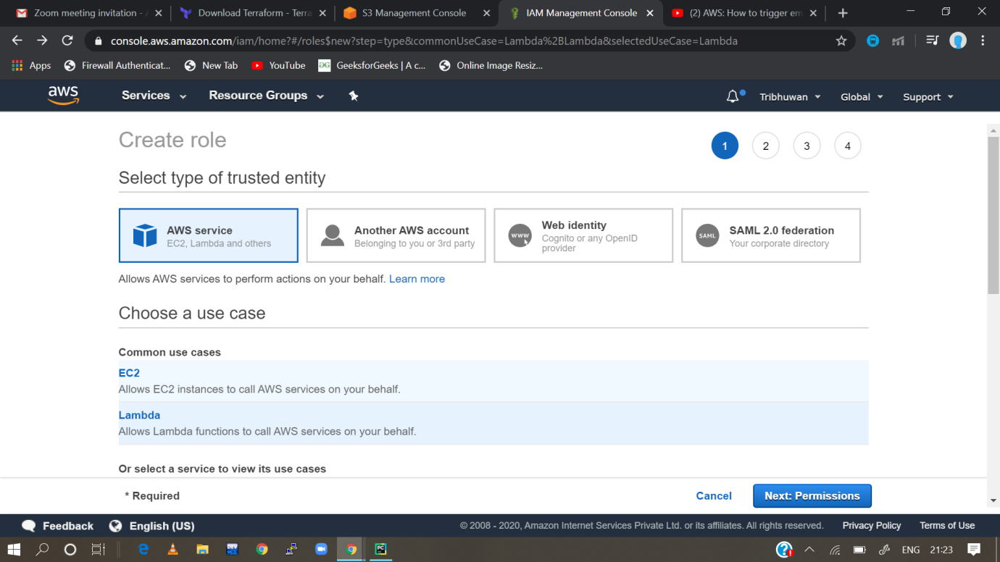 Zoom meeting invitation -
Download Terraform - Terra
S3 Management Console
IAM Management Console
(2) AWS: How to trigger em
console.aws.amazon.com/iam/home?#/roles$new?step=type&commonUseCase=Lambda%2BLambda&selectedUseCase=Lambda
Apps
Firewall Authenticat...
New Tab
YouTube
GeeksforGeeks | A c...
Online Image Resiz...
aws
Services
Resource Groups
Tribhuwan
Global
Support
Create role
1
2
3
4
Select type of trusted entity
AWS service
EC2, Lambda and others
Another AWS account
Belonging to you or 3rd party
www
Web identity
Cognito or any OpenID
provider
SAML
SAML 2.0 federation
Your corporate directory
Allows AWS services to perform actions on your behalf. Learn more
Choose a use case
Common use cases
EC2
Allows EC2 instances to call AWS services on your behalf.
Lambda
Allows Lambda functions to call AWS services on your behalf.
Or select a service to view its use cases
* Required
Cancel
Next: Permissions
Feedback
English (US)
© 2008 - 2020, Amazon Internet Services Private Ltd. or its affiliates. All rights reserved.
Privacy Policy
Terms of Use
DEV
PC
ENG
21:23